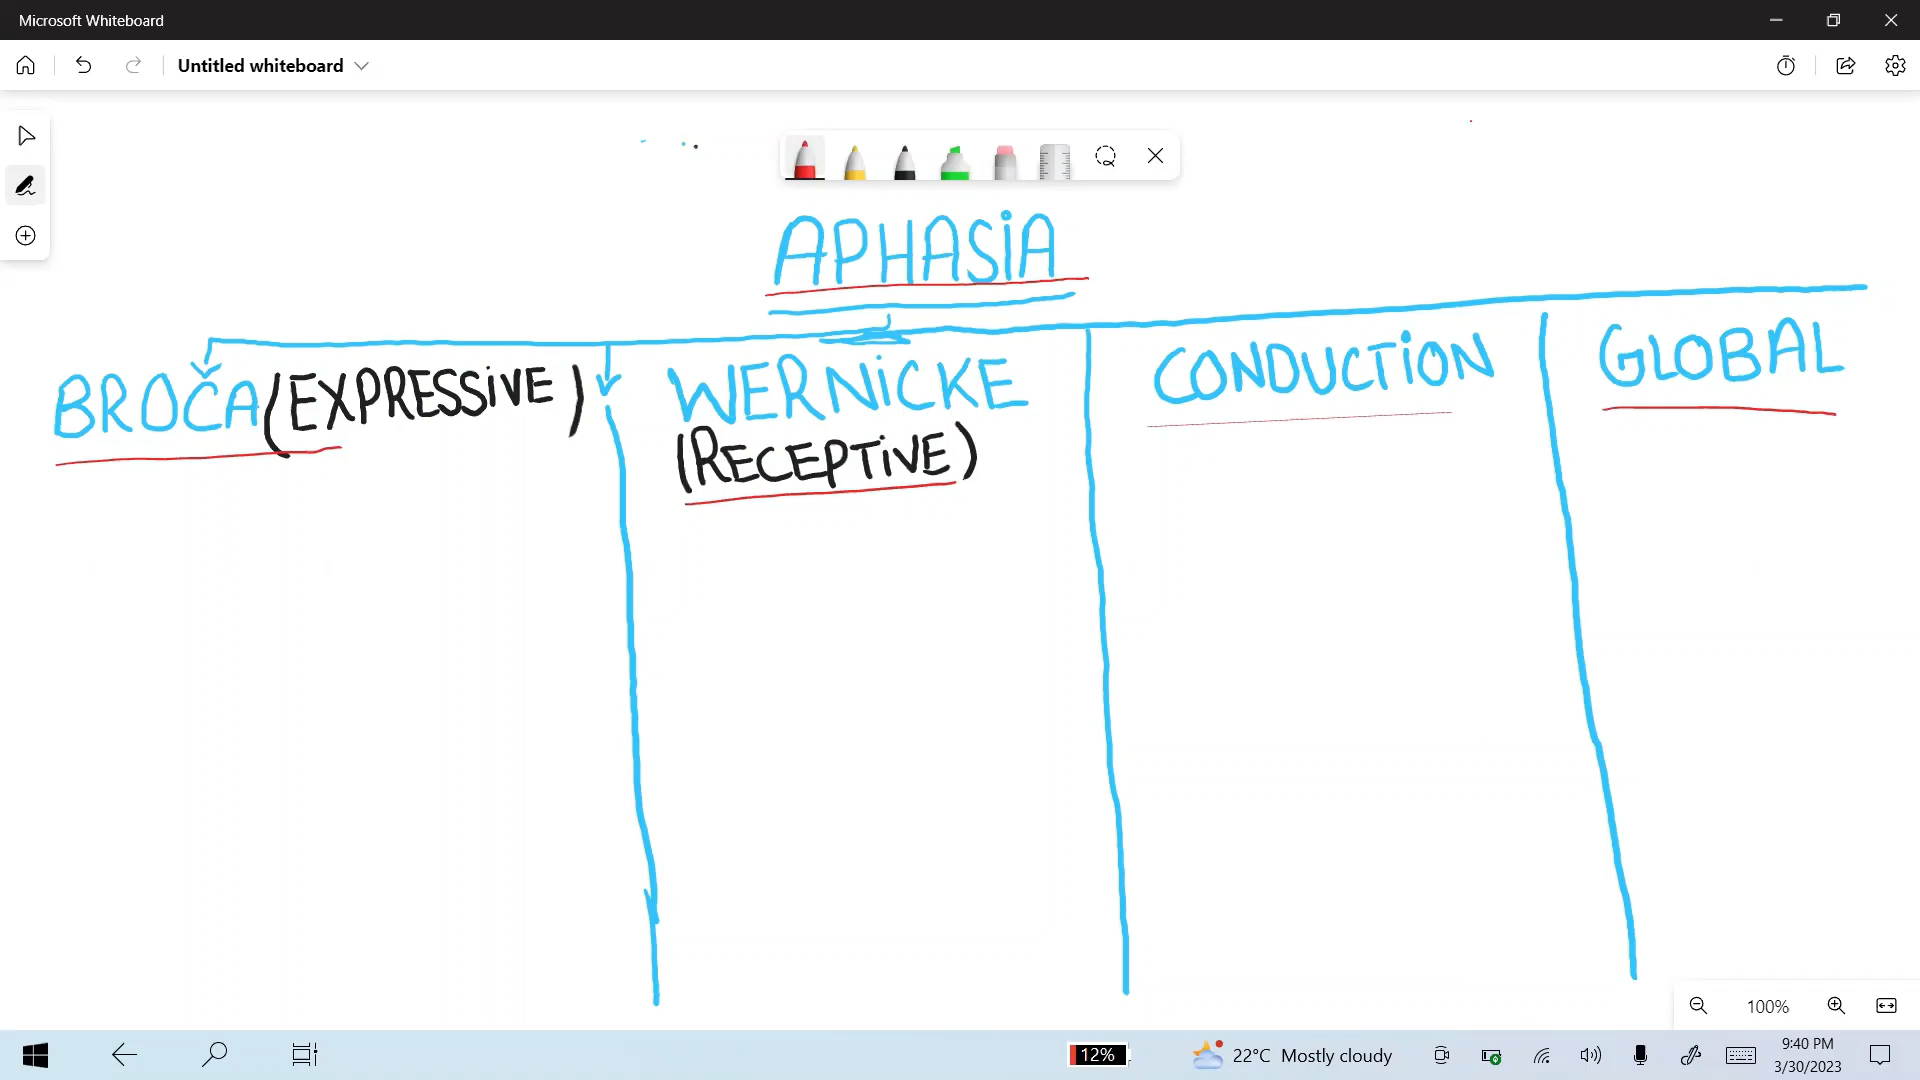 Microsoft Whiteboard
Untitled whiteboard
APHASiA
BROCA (EXPRESSiVE)
WERNiCKE
(RECEPTiVE)
CONDUCTiON
GLOBAL
100%
12%
22°C Mostly cloudy
9:40 PM
3/30/2023